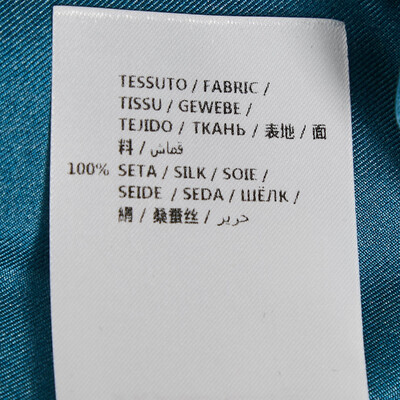 TESSUTO / FABRIC /
TISSU / GEWEBE /
TEJIDO / ТКАНЬ / 表地 / 面
料 / قماش
100% SETA / SILK / SOIE /
SEIDE / SEDA / ШЁЛК /
絹 / 桑蚕丝 / حرير